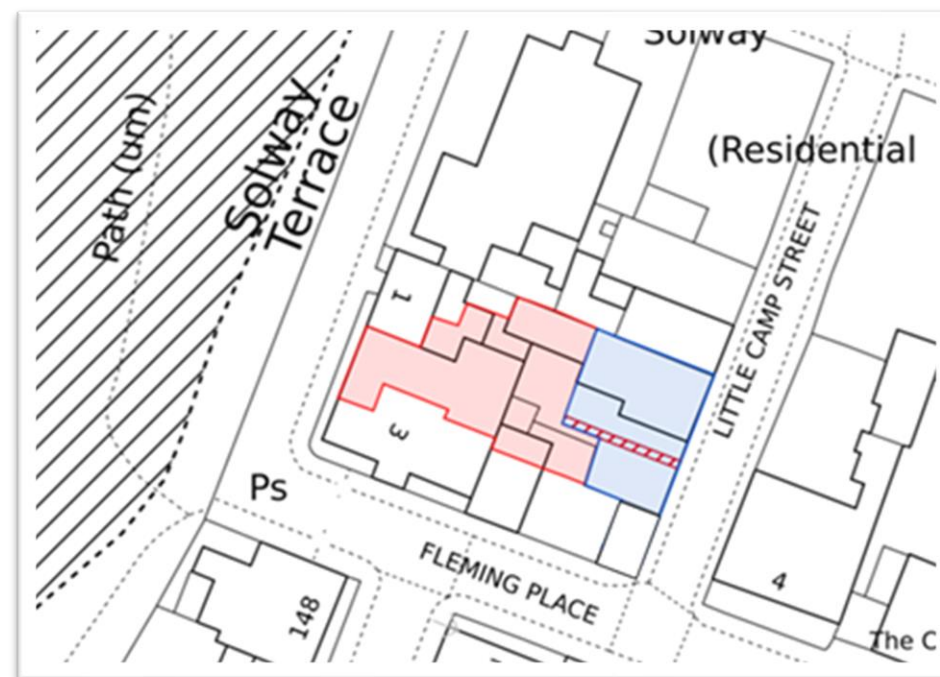 Solway
(Residential
Path (um)
Solway
Terrace
LITTLE CAMP STREET
1
3
Ps
FLEMING PLACE
4
148
The C